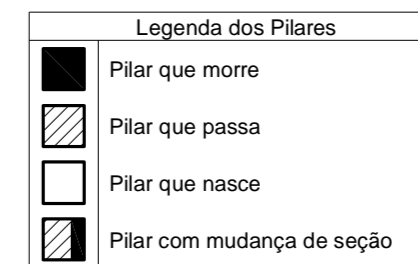 Legenda dos Pilares
Pilar que morre
Pilar que passa
Pilar que nasce
Pilar com mudança de seção